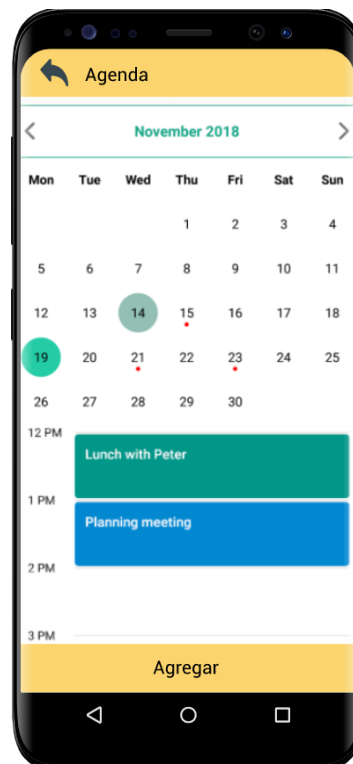 Agenda
November 2018
Mon Tue Wed Thu Fri Sat Sun
1 2 3 4
5 6 7 8 9 10 11
12 13 14 15 16 17 18
19 20 21 22 23 24 25
26 27 28 29 30
12 PM
Lunch with Peter
1 PM
Planning meeting
2 PM
3 PM
Agregar